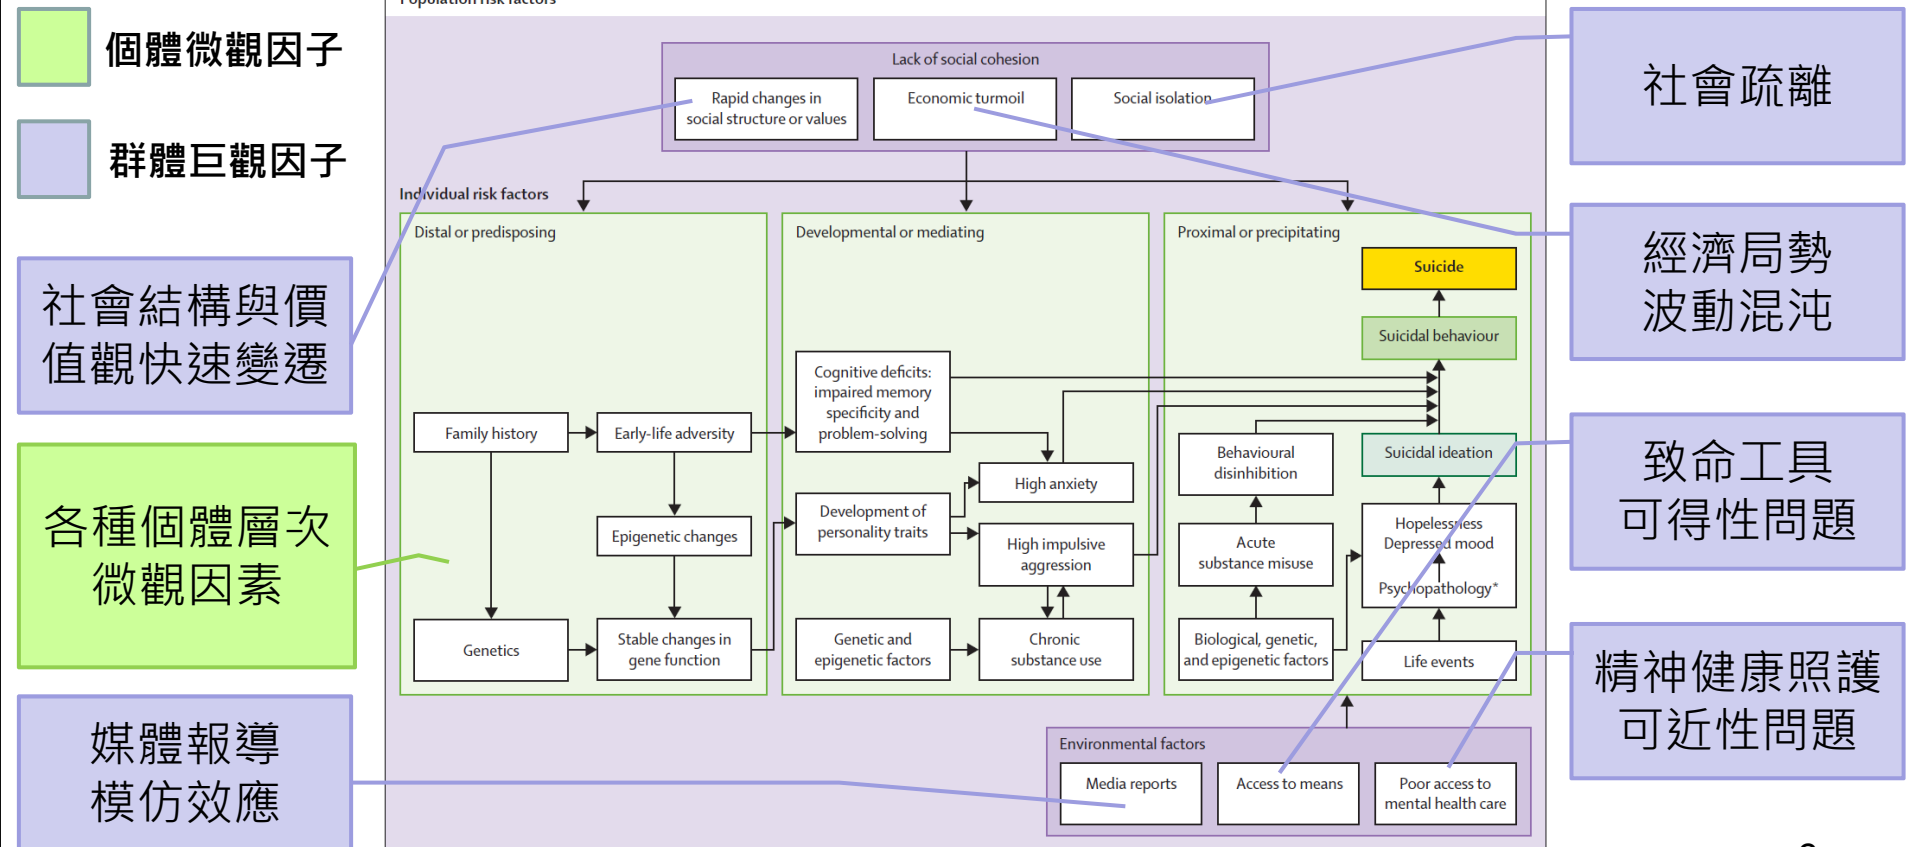 Population risk factors
個體微觀因子
群體巨觀因子
社會結構與價
值觀快速變遷
各種個體層次
微觀因素
媒體報導
模仿效應
Lack of social cohesion
Rapid changes in
social structure or values
Economic turmoil
Social isolation
Individual risk factors
Distal or predisposing
Family history
Early-life adversity
Epigenetic changes
Genetics
Stable changes in
gene function
Developmental or mediating
Cognitive deficits:
impaired memory
specificity and
problem-solving
High anxiety
Development of
personality traits
High impulsive
aggression
Genetic and
epigenetic factors
Chronic
substance use
Proximal or precipitating
Suicide
Suicidal behaviour
Behavioural
disinhibition
Suicidal ideation
Acute
substance misuse
Hopelessness
Depressed mood
Psychopathology*
Biological, genetic,
and epigenetic factors
Life events
Environmental factors
Media reports
Access to means
Poor access to
mental health care
社會疏離
經濟局勢
波動混沌
致命工具
可得性問題
精神健康照護
可近性問題